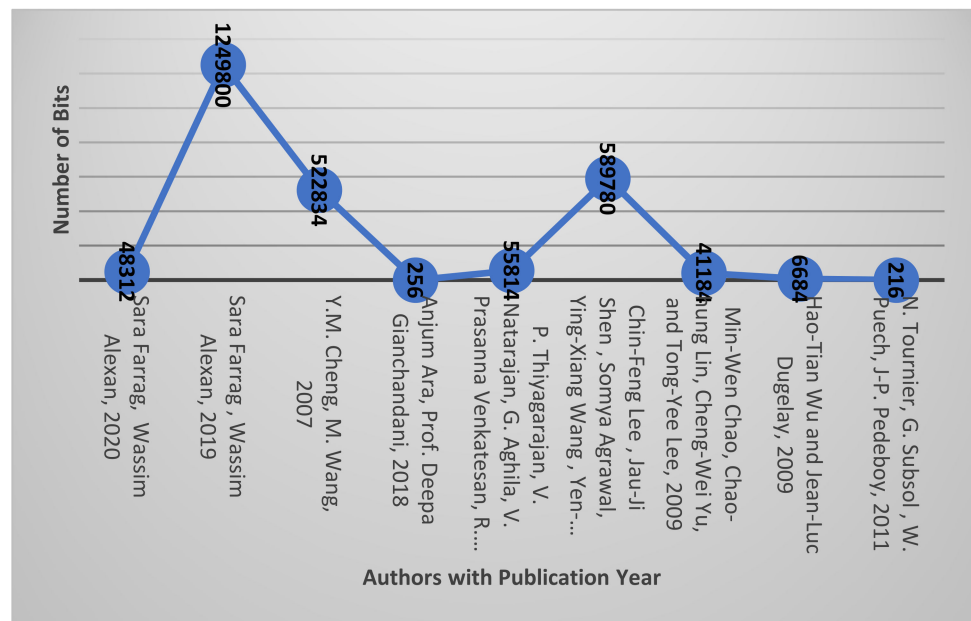 Number of Bits
48312
1249800
522834
256
55814
589780
41184
6684
216
Sara Farrag, Wassim
Alexan, 2020
Sara Farrag , Wassim
Alexan, 2019
Y.M. Cheng, M. Wang,
2007
Anjum Ara, Prof. Deepa
Gianchandani, 2018
P. Thiyagarajan, V.
Natarajan, G. Aghila, V.
Prasanna Venkatesan, R....
Chin-Feng Lee , Jau-Ji
Shen , Somya Agrawal,
Ying-Xiang Wang , Yen-...
Min-Wen Chao, Chao-
hung Lin, Cheng-Wei Yu,
and Tong-Yee Lee, 2009
Hao-Tian Wu and Jean-Luc
Dugelay, 2009
N. Tournier, G. Subsol , W.
Puech, J-P. Pedeboy, 2011
Authors with Publication Year